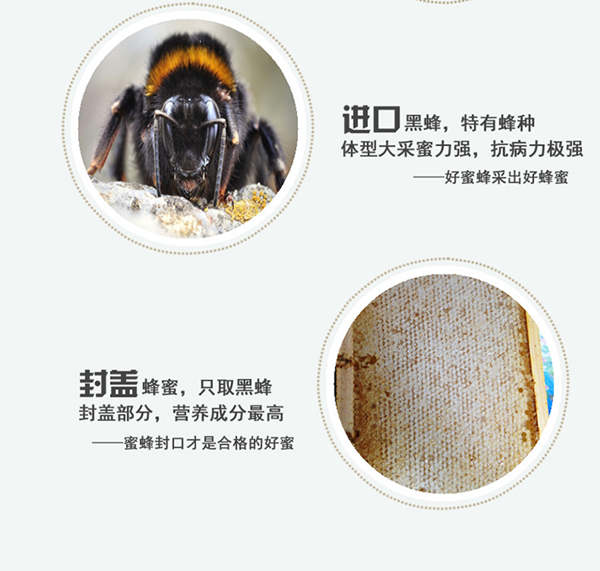 进口黑蜂，特有蜂种
体型大采蜜力强，抗病力极强
——好蜜蜂采出好蜂蜜
封盖蜂蜜，只取黑蜂
封盖部分，营养成分最高
——蜜蜂封口才是合格的好蜜